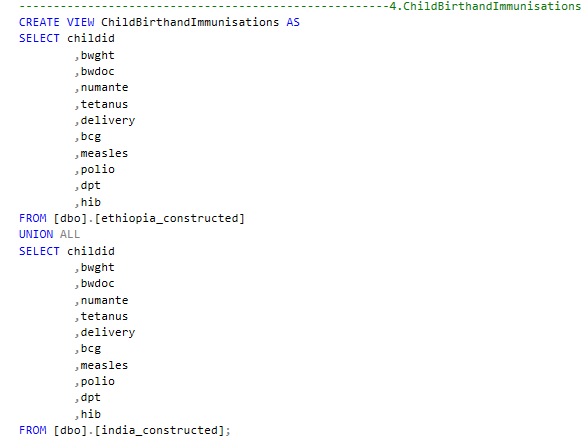 ------------------------------------------------------4.ChildBirthandImmunisations
CREATE VIEW ChildBirthandImmunisations AS
SELECT childid
,bwght
,bwdoc
,numante
,tetanus
,delivery
,bcg
,measles
,polio
,dpt
,hib
FROM [dbo].[ethiopia_constructed]
UNION ALL
SELECT childid
,bwght
,bwdoc
,numante
,tetanus
,delivery
,bcg
,measles
,polio
,dpt
,hib
FROM [dbo].[india_constructed];